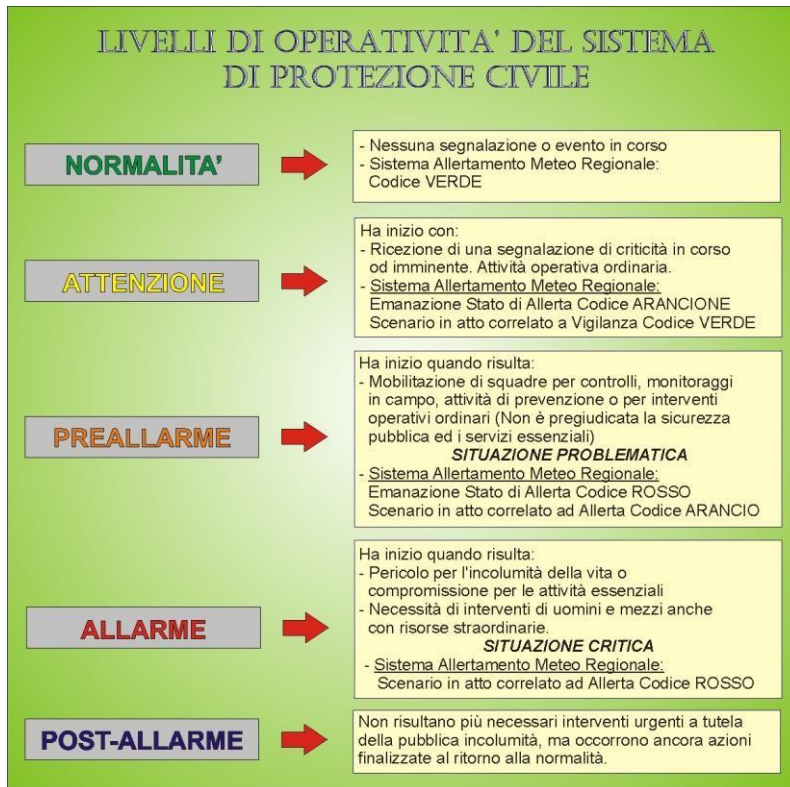 LIVELLI DI OPERATIVITA' DEL SISTEMA
DI PROTEZIONE CIVILE
NORMALITA'
- Nessuna segnalazione o evento in corso
- Sistema Allertamento Meteo Regionale:
Codice VERDE
ATTENZIONE
Ha inizio con:
- Ricezione di una segnalazione di criticità in corso
od imminente. Attività operativa ordinaria.
- Sistema Allertamento Meteo Regionale:
Emanazione Stato di Allerta Codice ARANCIONE
Scenario in atto correlato a Vigilanza Codice VERDE
PREALLARME
Ha inizio quando risulta:
- Mobilitazione di squadre per controlli, monitoraggi
in campo, attività di prevenzione o per interventi
operativi ordinari (Non è pregiudicata la sicurezza
pubblica ed i servizi essenziali)
SITUAZIONE PROBLEMATICA
- Sistema Allertamento Meteo Regionale:
Emanazione Stato di Allerta Codice ROSSO
Scenario in atto correlato ad Allerta Codice ARANCIO
ALLARME
Ha inizio quando risulta:
- Pericolo per l'incolumità della vita o
compromissione per le attività essenziali
- Necessità di interventi di uomini e mezzi anche
con risorse straordinarie.
SITUAZIONE CRITICA
- Sistema Allertamento Meteo Regionale:
Scenario in atto correlato ad Allerta Codice ROSSO
POST-ALLARME
Non risultano più necessari interventi urgenti a tutela
della pubblica incolumità, ma occorrono ancora azioni
finalizzate al ritorno alla normalità.